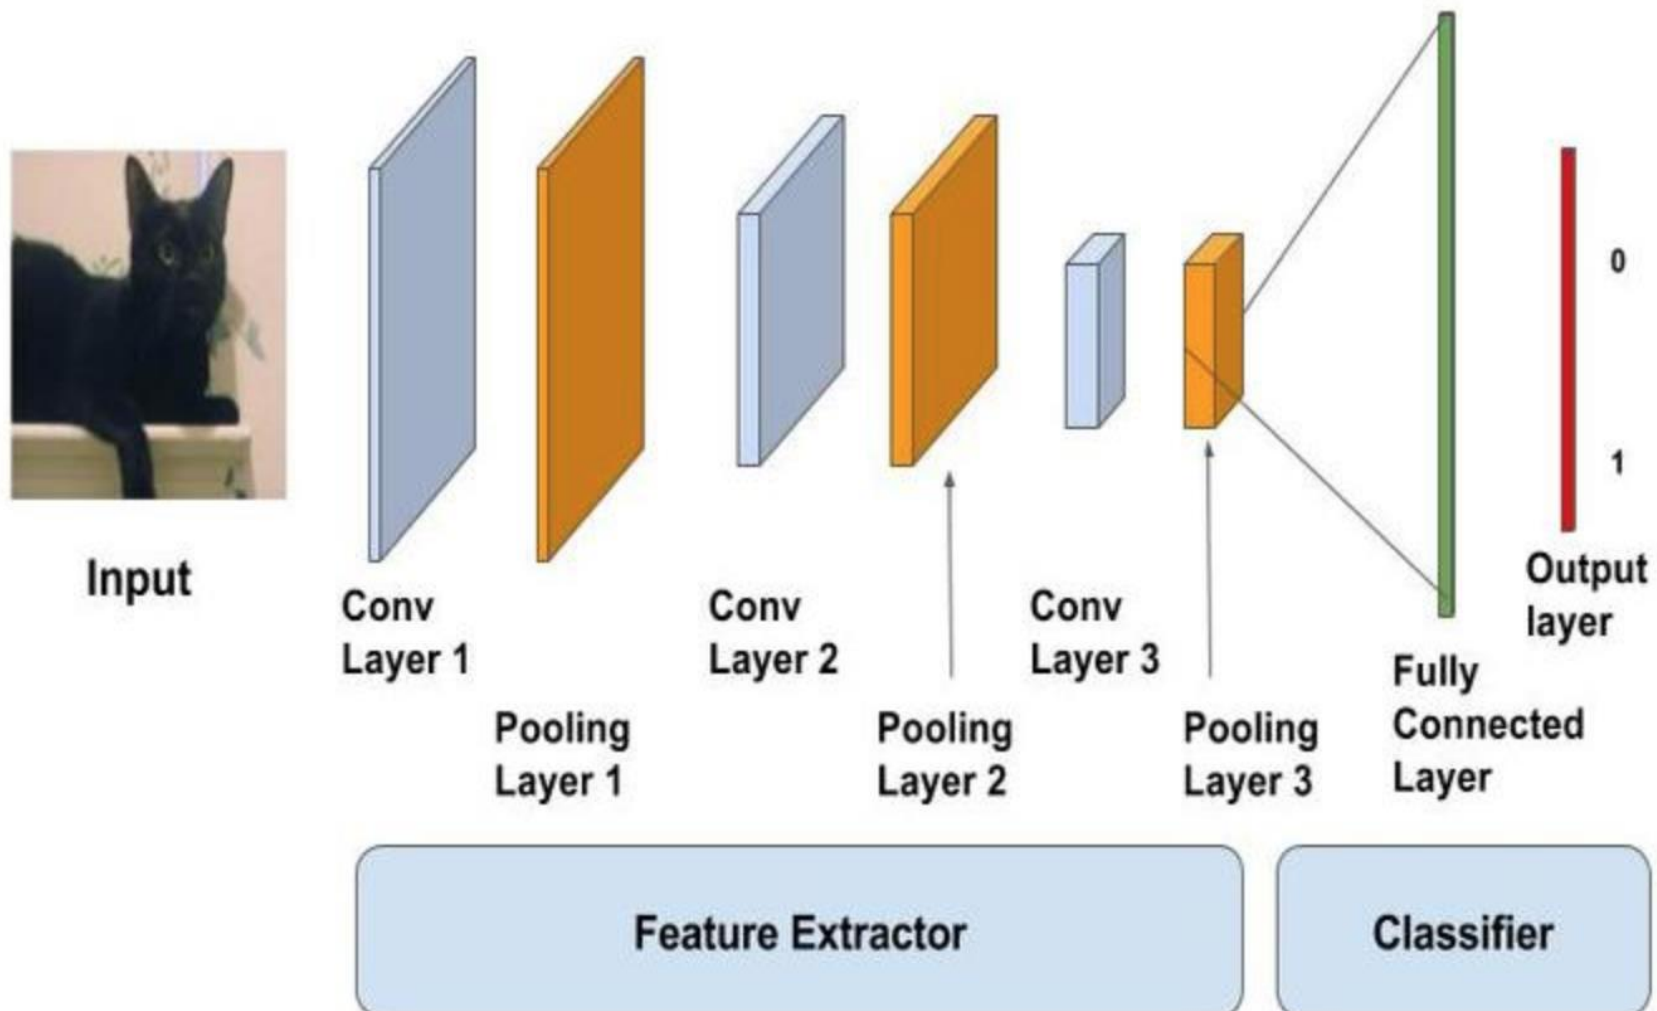 0
1
Input
Output
layer
Conv
Layer 1
Conv
Layer 2
Conv
Layer 3
Fully
Connected
Layer
Pooling
Layer 1
Pooling
Layer 2
Pooling
Layer 3
Feature Extractor
Classifier